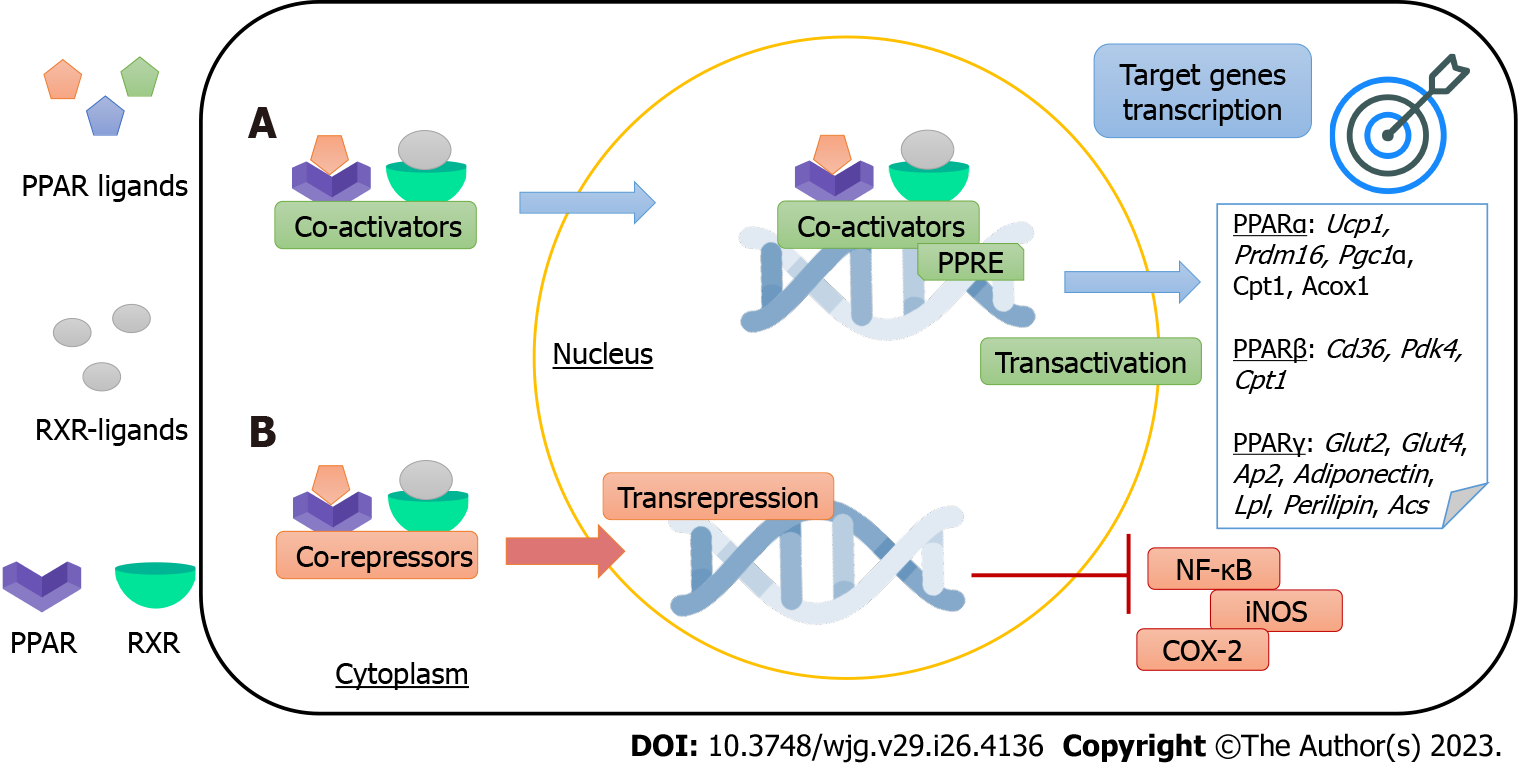 PPAR ligands
RXR-ligands
PPAR
RXR
A
Co-activators
Nucleus
Co-activators
PPRE
Transactivation
Target genes
transcription
PPARɑ: Ucp1,
Prdm16, Pgc1ɑ,
Cpt1, Acox1
PPARβ: Cd36, Pdk4,
Cpt1
PPARγ: Glut2, Glut4,
Ap2, Adiponectin,
Lpl, Perilipin, Acs
B
Co-repressors
Transrepression
NF-κB
iNOS
COX-2
Cytoplasm
DOI: 10.3748/wjg.v29.i26.4136 Copyright ©The Author(s) 2023.